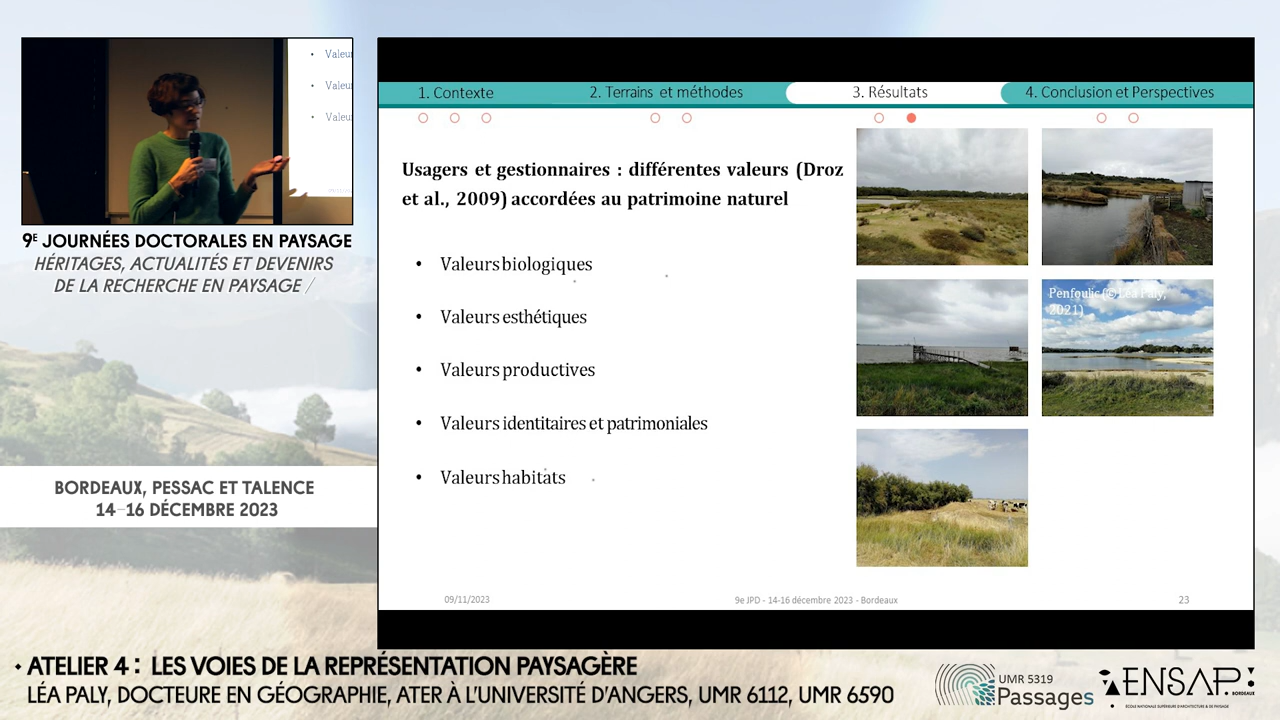 • Valeur
• Valeur
• Valeur
9E JOURNÉES DOCTORALES EN PAYSAGE
HÉRITAGES, ACTUALITÉS ET DEVENIRS
DE LA RECHERCHE EN PAYSAGE /
BORDEAUX, PESSAC ET TALENCE
14–16 DÉCEMBRE 2023
1. Contexte
2. Terrains et méthodes
3. Résultats
4. Conclusion et Perspectives
Usagers et gestionnaires : différentes valeurs (Droz
et al., 2009) accordées au patrimoine naturel
• Valeurs biologiques
• Valeurs esthétiques
• Valeurs productives
• Valeurs identitaires et patrimoniales
• Valeurs habitats
Penfoulic (© Léa Paly,
2021)
09/11/2023
9e JPD - 14-16 décembre 2023 - Bordeaux
23
ATELIER 4 : LES VOIES DE LA REPRÉSENTATION PAYSAGÈRE
LÉA PALY, DOCTEURE EN GÉOGRAPHIE, ATER À L'UNIVERSITÉ D'ANGERS, UMR 6112, UMR 6590
UMR 5319
Passages
ENSAP
BORDEAUX
ÉCOLE NATIONALE SUPÉRIEURE D'ARCHITECTURE & DE PAYSAGE